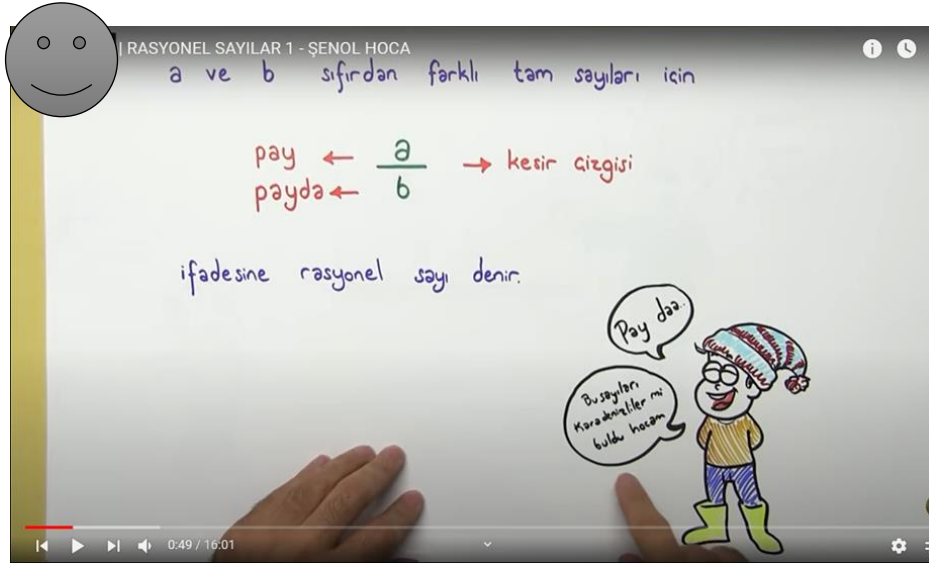 | RASYONEL SAYILAR 1 - ŞENOL HOCA
a ve b sıfırdan farklı tam sayıları için
pay ← a → kesir çizgisi
payda ← b
ifadesine rasyonel sayı denir.
Pay daa..
Bu sayıları
Karadenizliler mi
buldu hocam
0:49 / 16:01